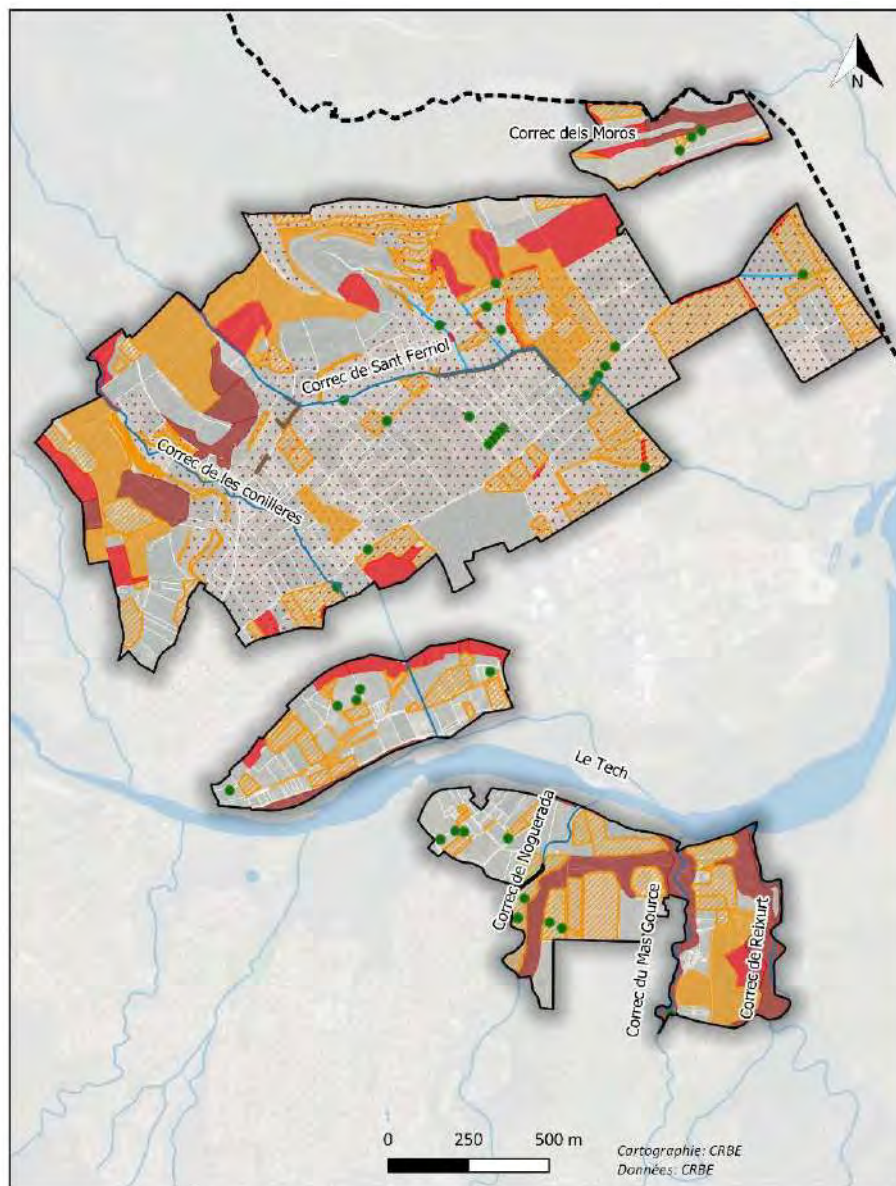 N
Correc dels Moros
Correc de Sant Ferriol
Correc de les conilleres
Le Tech
Correc de Noguerada
Correc du Mas Gource
Correc de Reixurt
0 250 500 m
Cartographie: CRBE
Données: CRBE